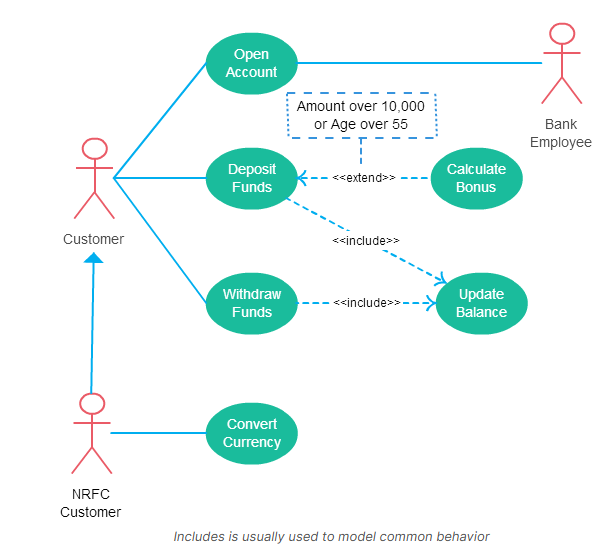 Open
Account
Amount over 10,000
or Age over 55
Bank
Employee
Deposit
Funds
<<extend>>
Calculate
Bonus
Customer
<<include>>
Withdraw
Funds
<<include>>
Update
Balance
Convert
Currency
NRFC
Customer
Includes is usually used to model common behavior